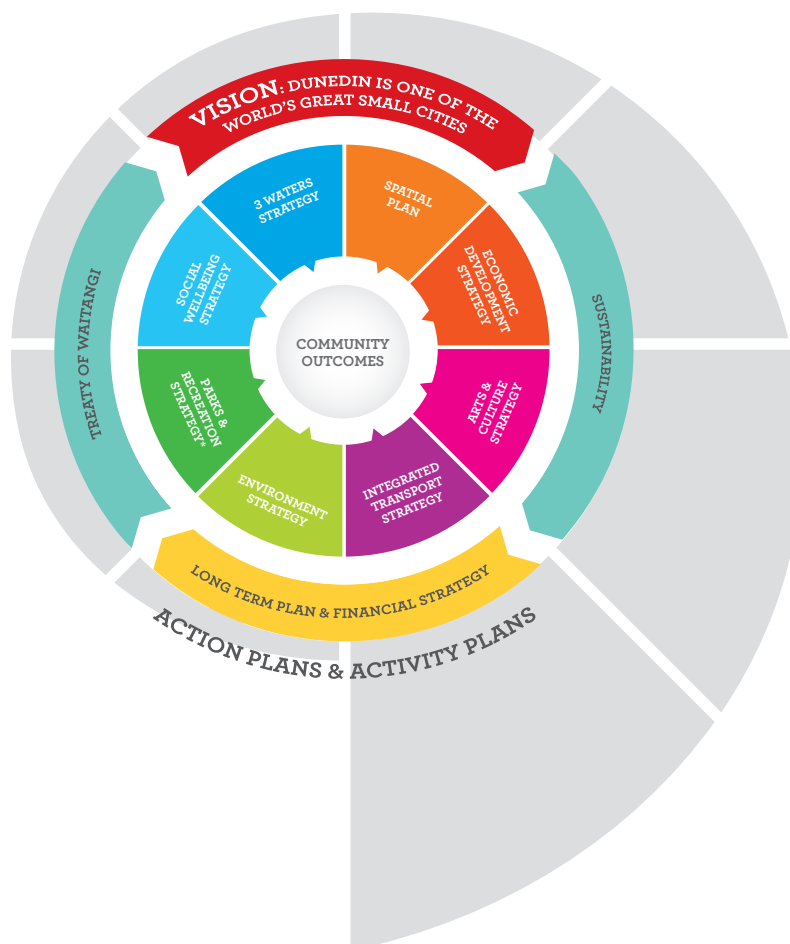 VISION: DUNEDIN IS ONE OF THE
WORLD'S GREAT SMALL CITIES
3 WATERS
STRATEGY
SPATIAL
PLAN
SOCIAL
WELLBEING
STRATEGY
ECONOMIC
DEVELOPMENT
STRATEGY
TREATY OF WAITANGI
COMMUNITY
OUTCOMES
SUSTAINABILITY
PARKS &
RECREATION
STRATEGY*
ARTS &
CULTURE
STRATEGY
ENVIRONMENT
STRATEGY
INTEGRATED
TRANSPORT
STRATEGY
LONG TERM PLAN & FINANCIAL STRATEGY
ACTION PLANS & ACTIVITY PLANS